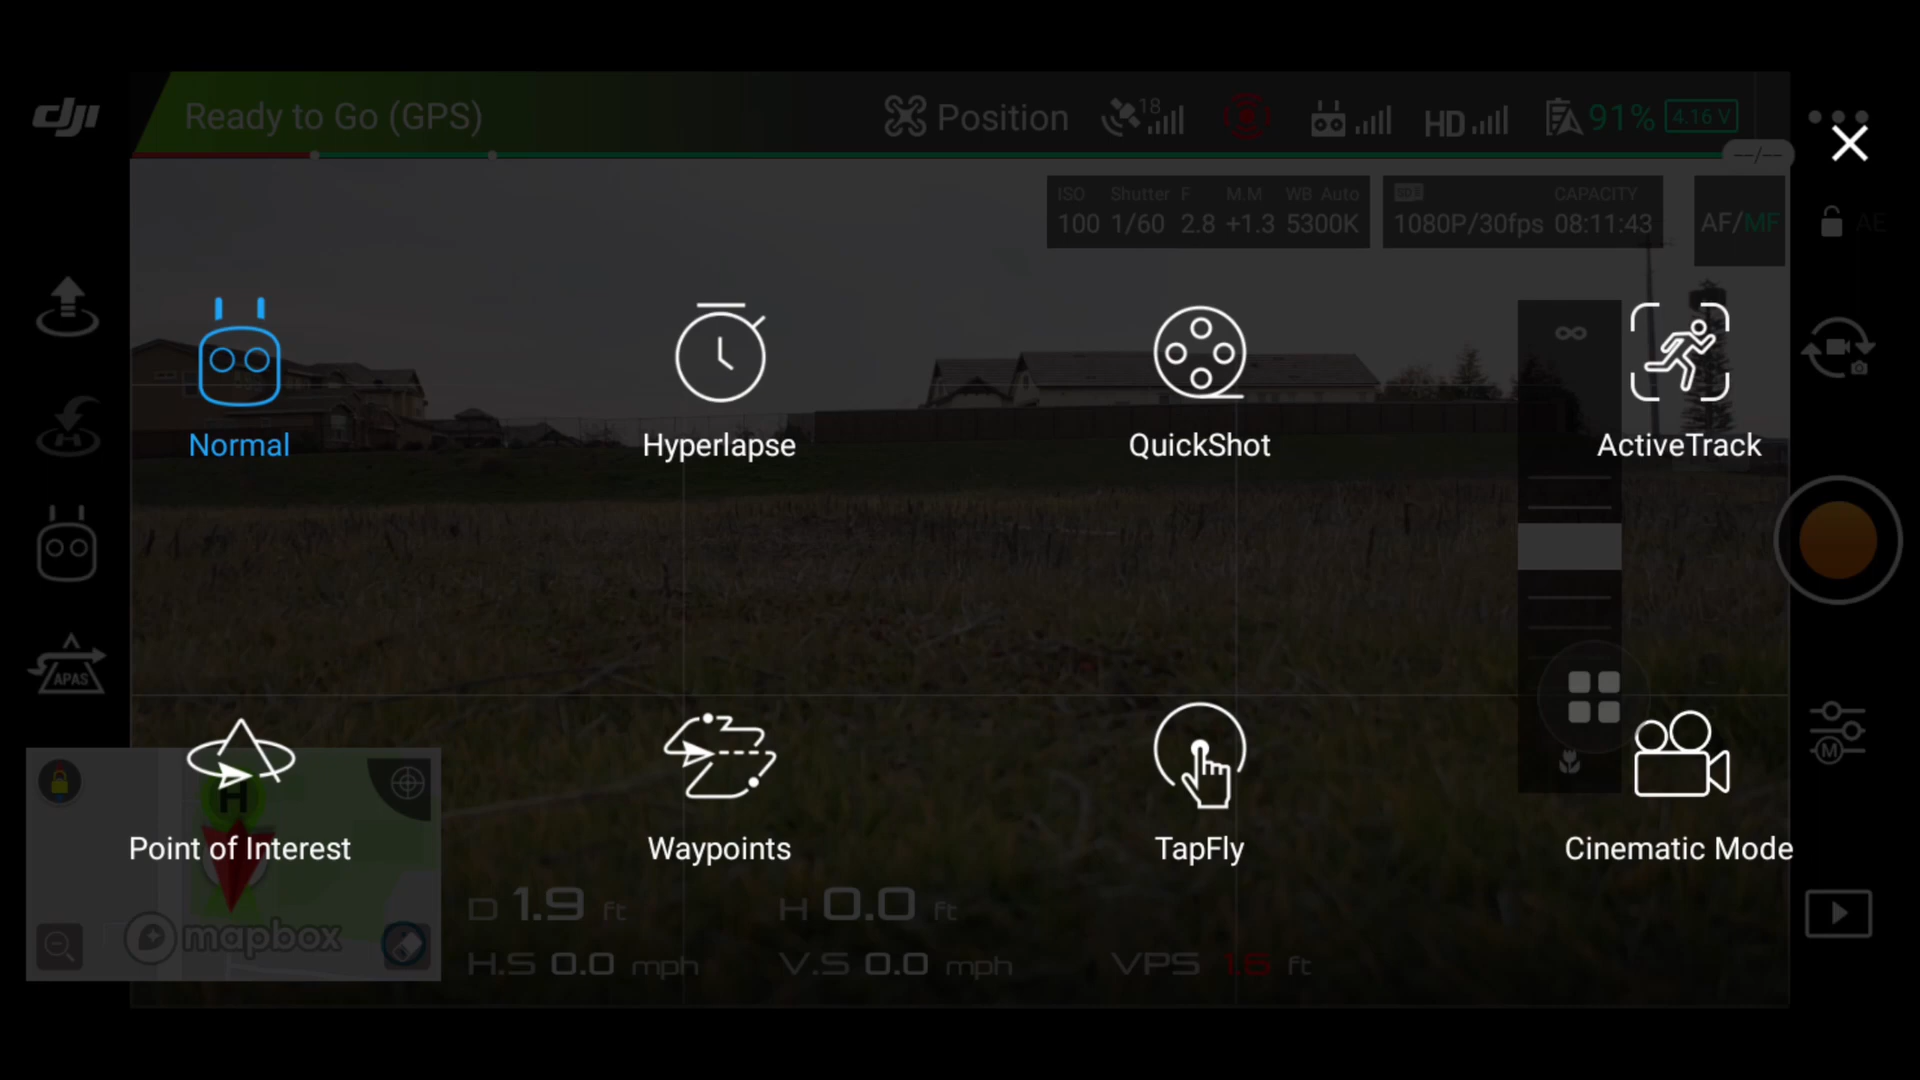 dji
Ready to Go (GPS)
Position
18
HD
91%
4.16 V
--/--
ISO Shutter F M.M WB Auto
100 1/60 2.8 +1.3 5300K
CAPACITY
1080P/30fps 08:11:43
AF/MF
AE
∞
Normal
Hyperlapse
QuickShot
ActiveTrack
H
APAS
M
H
Point of Interest
Waypoints
TapFly
Cinematic Mode
mapbox
D 1.9 ft
H 0.0 ft
H.S 0.0 mph
V.S 0.0 mph
VPS 1.6 ft